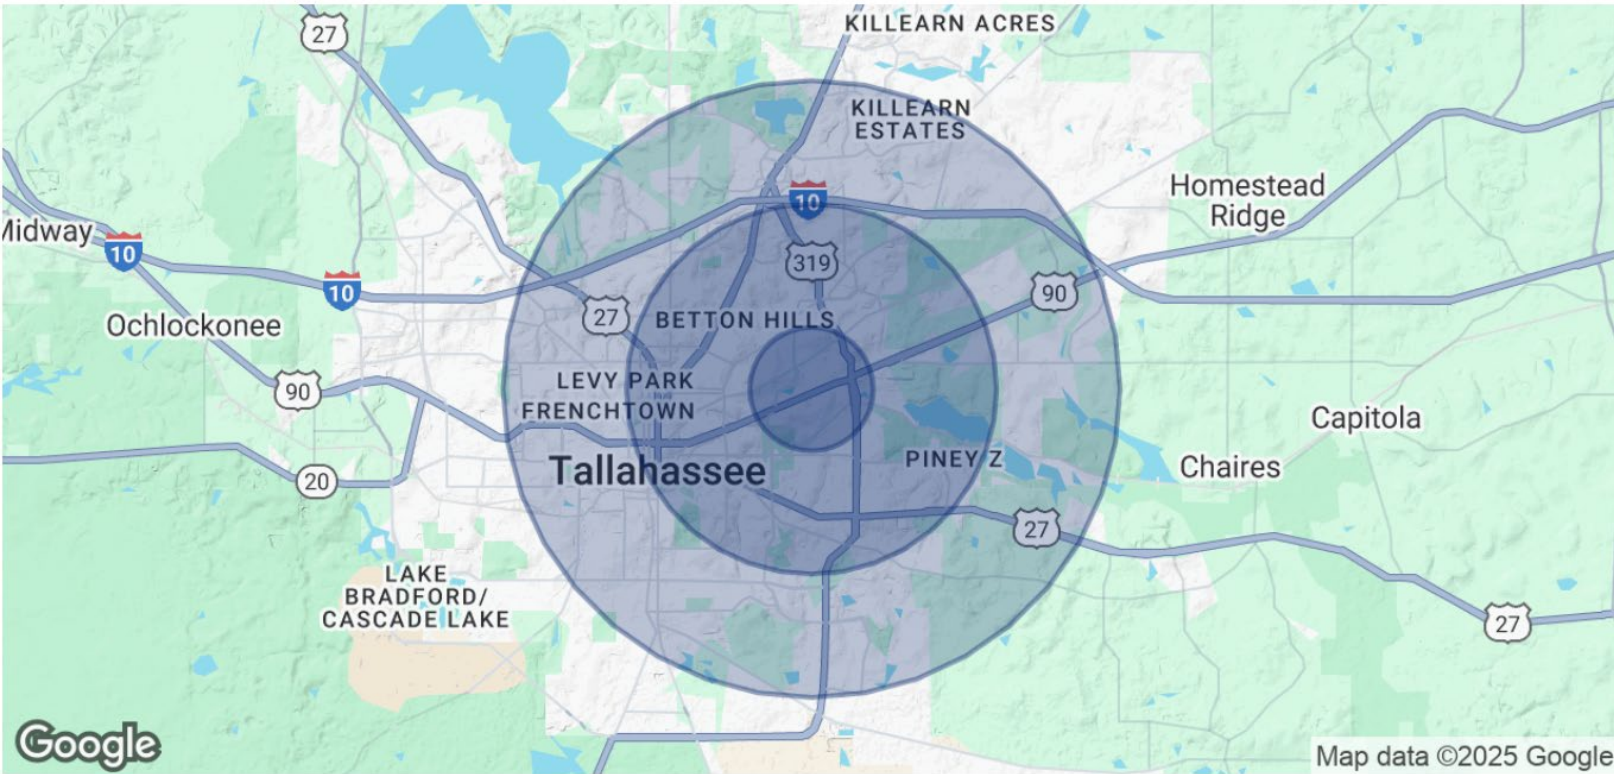 27
KILLEARN ACRES
KILLEARN
ESTATES
Homestead
Ridge
10
Midway
10
319
10
90
27
Ochlockonee
BETTON HILLS
90
LEVY PARK
FRENCHTOWN
Capitola
Tallahassee
PINEY Z
Chaires
20
27
LAKE
BRADFORD/
CASCADE LAKE
27
Google
Map data ©2025 Google